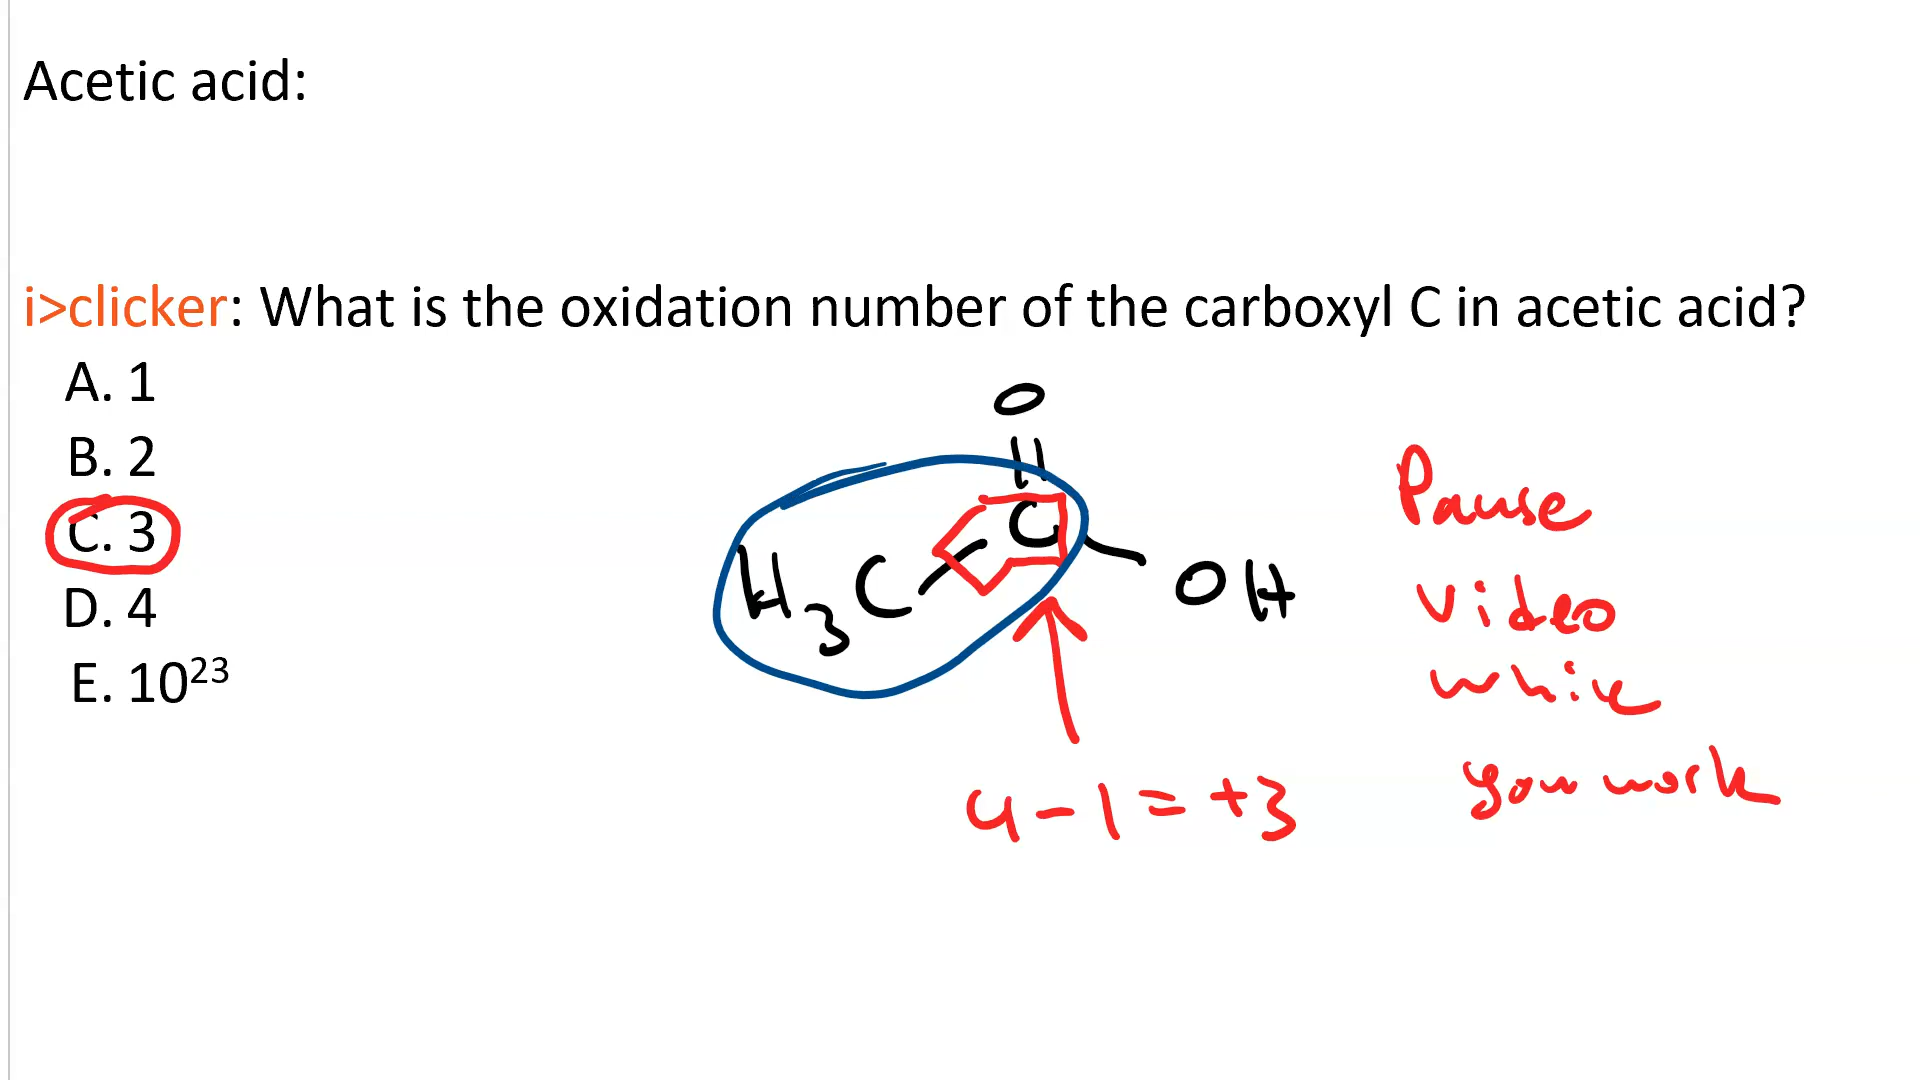 Acetic acid:
i>clicker: What is the oxidation number of the carboxyl C in acetic acid?
A. 1
B. 2
C. 3
D. 4
E. 10²³
O
C
H₃C
OH
4-1=+3
Pause
video
while
you work